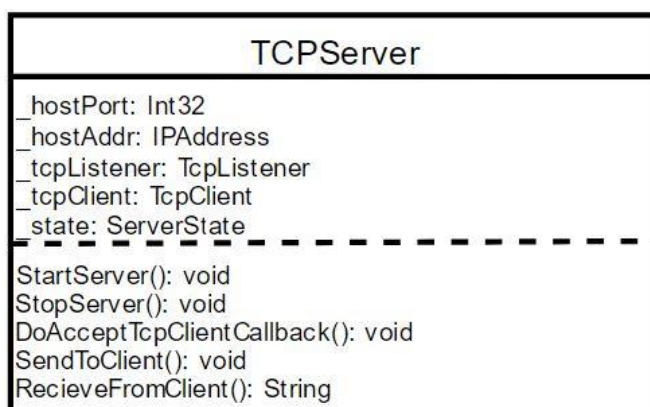 TCPServer
_hostPort: Int32
_hostAddr: IPAddress
_tcpListener: TcpListener
_tcpClient: TcpClient
_state: ServerState
StartServer(): void
StopServer(): void
DoAcceptTcpClientCallback(): void
SendToClient(): void
RecieveFromClient(): String